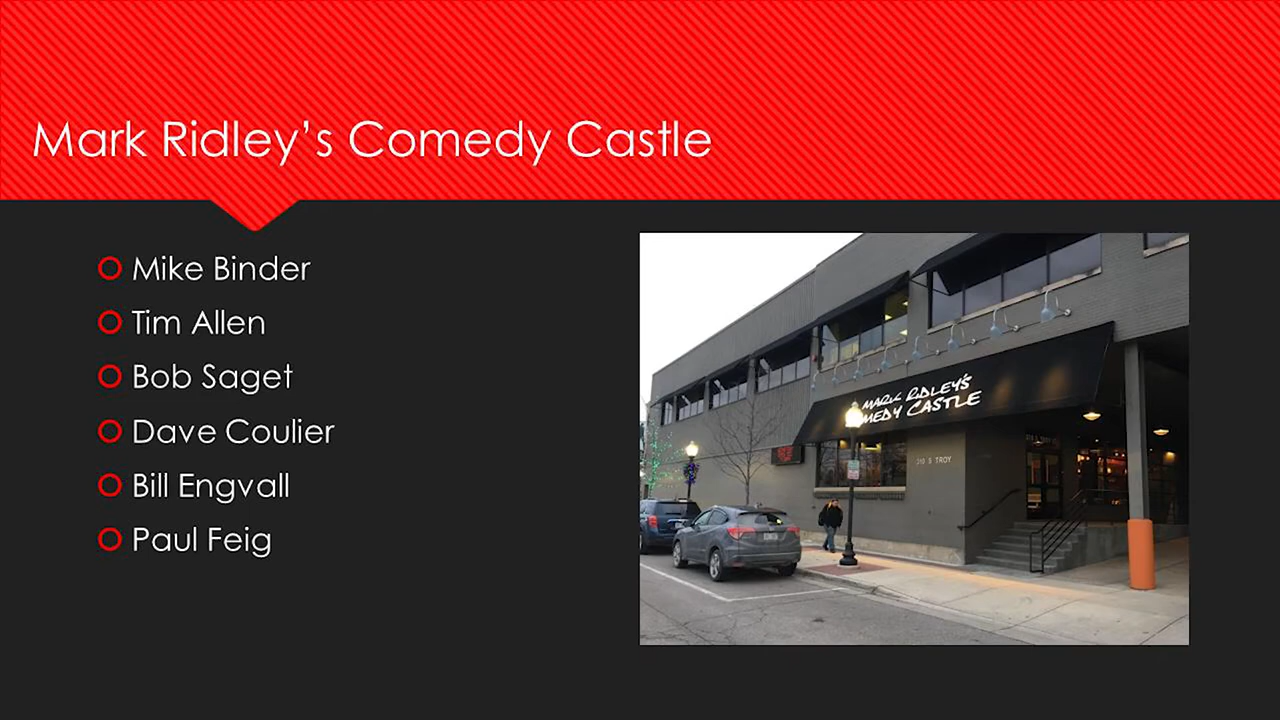 Mark Ridley’s Comedy Castle
Mike Binder
Tim Allen
Bob Saget
Dave Coulier
Bill Engvall
Paul Feig
MARK RIDLEY'S
MEDY CASTLE
310 S TROY